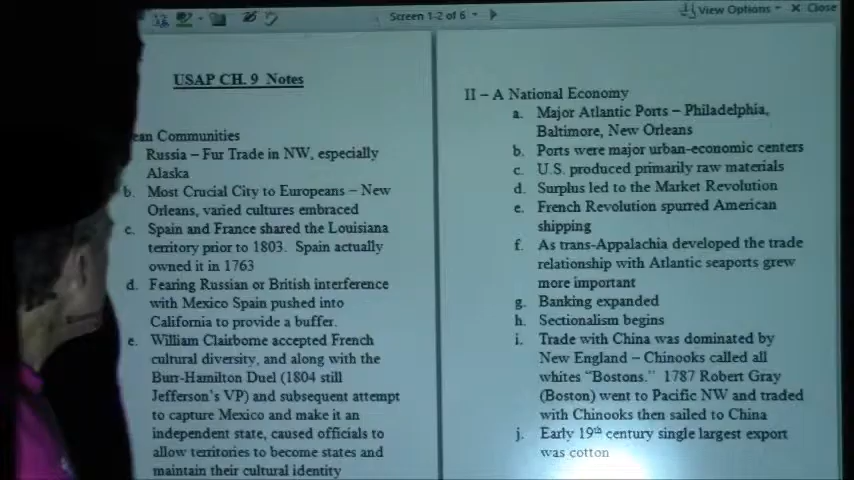 Screen 1-2 of 6
View Options
Close
USAP CH. 9 Notes
ean Communities
Russia – Fur Trade in NW, especially
Alaska
b. Most Crucial City to Europeans – New
Orleans, varied cultures embraced
c. Spain and France shared the Louisiana
territory prior to 1803. Spain actually
owned it in 1763
d. Fearing Russian or British interference
with Mexico Spain pushed into
California to provide a buffer.
e. William Clairborne accepted French
cultural diversity, and along with the
Burr-Hamilton Duel (1804 still
Jefferson's VP) and subsequent attempt
to capture Mexico and make it an
independent state, caused officials to
allow territories to become states and
maintain their cultural identity
II – A National Economy
a. Major Atlantic Ports – Philadelphia,
Baltimore, New Orleans
b. Ports were major urban-economic centers
c. U.S. produced primarily raw materials
d. Surplus led to the Market Revolution
e. French Revolution spurred American
shipping
f. As trans-Appalachia developed the trade
relationship with Atlantic seaports grew
more important
g. Banking expanded
h. Sectionalism begins
i. Trade with China was dominated by
New England – Chinooks called all
whites "Bostons." 1787 Robert Gray
(Boston) went to Pacific NW and traded
with Chinooks then sailed to China
j. Early 19th century single largest export
was cotton